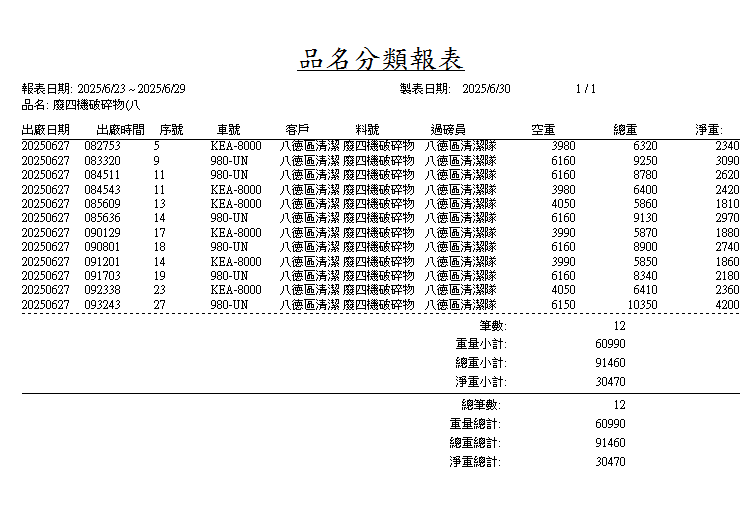 品名分類報表
報表日期: 2025/6/23 ~ 2025/6/29 製表日期: 2025/6/30 1 / 1
品名: 廢四機破碎物(八
出廠日期 出廠時間 序號 車號 客戶 料號 過磅員 空重 總重 淨重:
20250627 082753 5 KEA-8000 八德區清潔 廢四機破碎物 八德區清潔隊 3980 6320 2340
20250627 083320 9 980-UN 八德區清潔 廢四機破碎物 八德區清潔隊 6160 9250 3090
20250627 084511 11 980-UN 八德區清潔 廢四機破碎物 八德區清潔隊 6160 8780 2620
20250627 084543 11 KEA-8000 八德區清潔 廢四機破碎物 八德區清潔隊 3980 6400 2420
20250627 085609 13 KEA-8000 八德區清潔 廢四機破碎物 八德區清潔隊 4050 5860 1810
20250627 085636 14 980-UN 八德區清潔 廢四機破碎物 八德區清潔隊 6160 9130 2970
20250627 090129 17 KEA-8000 八德區清潔 廢四機破碎物 八德區清潔隊 3990 5870 1880
20250627 090801 18 980-UN 八德區清潔 廢四機破碎物 八德區清潔隊 6160 8900 2740
20250627 091201 14 KEA-8000 八德區清潔 廢四機破碎物 八德區清潔隊 3990 5850 1860
20250627 091703 19 980-UN 八德區清潔 廢四機破碎物 八德區清潔隊 6160 8340 2180
20250627 092338 23 KEA-8000 八德區清潔 廢四機破碎物 八德區清潔隊 4050 6410 2360
20250627 093243 27 980-UN 八德區清潔 廢四機破碎物 八德區清潔隊 6150 10350 4200
筆數: 12
重量小計: 60990
總重小計: 91460
淨重小計: 30470
總筆數: 12
重量總計: 60990
總重總計: 91460
淨重總計: 30470